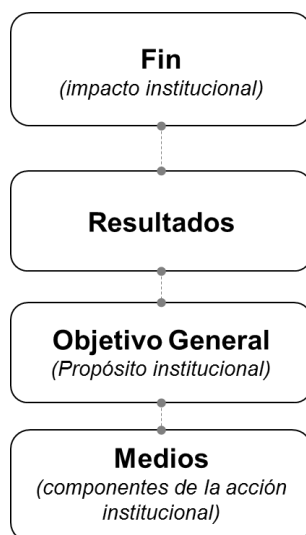 Fin
(impacto institucional)
Resultados
Objetivo General
(Propósito institucional)
Medios
(componentes de la acción
institucional)